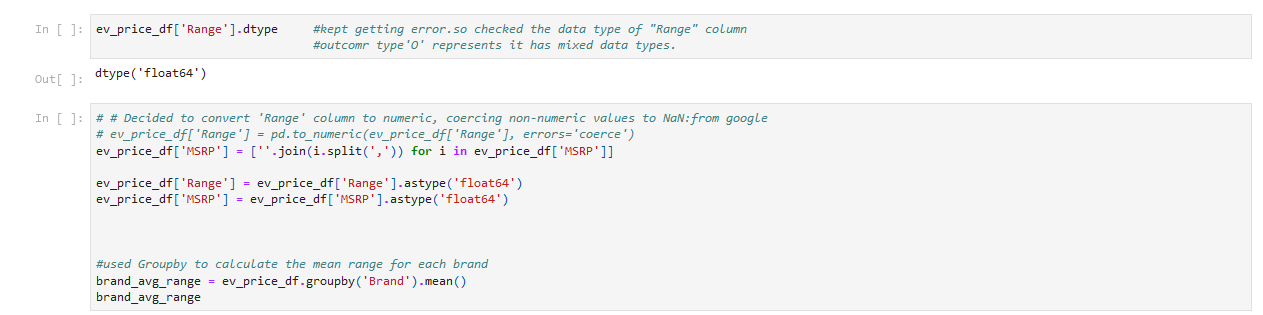 In [ ]: ev_price_df['Range'].dtype     #kept getting error.so checked the data type of "Range" column
#outcomr type'O' represents it has mixed data types.
Out[ ]: dtype('float64')
In [ ]: # # Decided to convert 'Range' column to numeric, coercing non-numeric values to NaN:from google
# ev_price_df['Range'] = pd.to_numeric(ev_price_df['Range'], errors='coerce')
ev_price_df['MSRP'] = [''.join(i.split(',')) for i in ev_price_df['MSRP']]
ev_price_df['Range'] = ev_price_df['Range'].astype('float64')
ev_price_df['MSRP'] = ev_price_df['MSRP'].astype('float64')
#used Groupby to calculate the mean range for each brand
brand_avg_range = ev_price_df.groupby('Brand').mean()
brand_avg_range